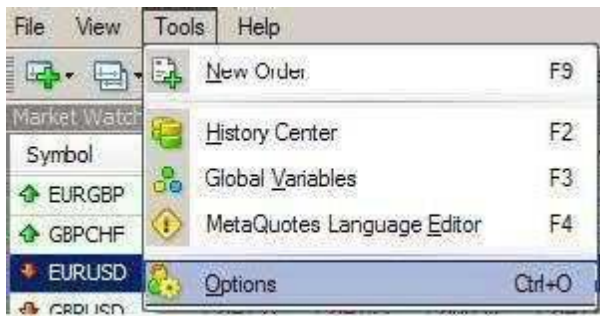 File View Tools Help
New Order F9
Market Watch
History Center F2
Symbol
Global Variables F3
EURGBP
MetaQuotes Language Editor F4
GBPCHF
EURUSD
Options Ctrl+O
GBPUSD